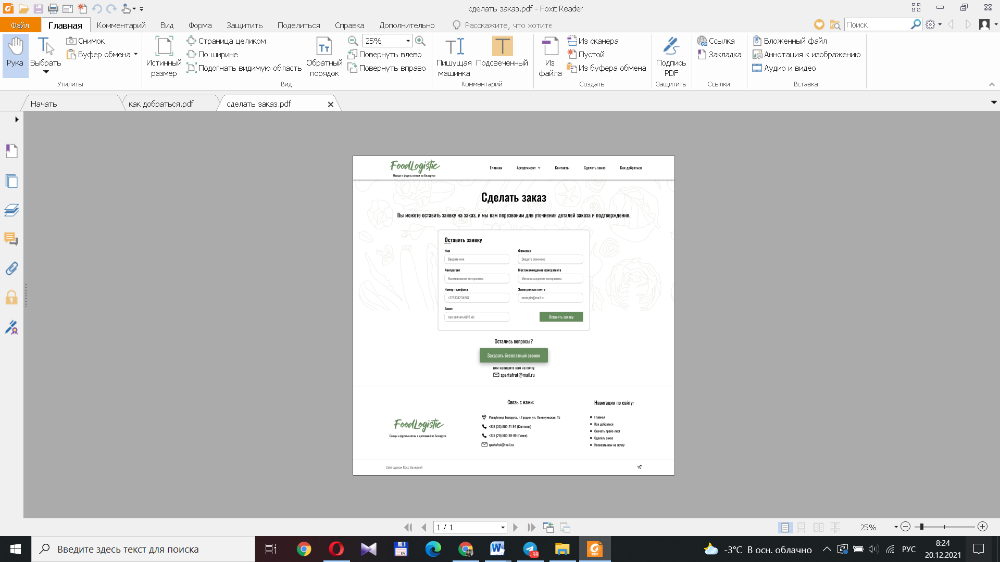 сделать заказ.pdf - Foxit Reader
Файл Главная Комментарий Вид Форма Защитить Поделиться Справка Дополнительно Расскажите, что хотите Поиск
Рука
Выбрать
Снимок
Буфер обмена
Утилиты
Истинный размер
Страница целиком
По ширине
Подогнать видимую область
Обратный порядок
25%
Повернуть влево
Повернуть вправо
Вид
Пишущая машинка
Подсвеченный
Комментарий
Из файла
Из сканера
Пустой
Из буфера обмена
Создать
Подпись PDF
Защитить
Ссылка
Закладка
Ссылки
Вложенный файл
Аннотация к изображению
Аудио и видео
Вставка
Начать как добраться.pdf сделать заказ.pdf
FoodLogistic
Овощи и фрукты оптом по Беларуси
Главная Ассортимент Контакты Сделать заказ Как добраться
Сделать заказ
Вы можете оставить заявку на заказ, и мы вам перезвоним для уточнения деталей заказа и подтверждения.
Оставить заявку
Имя Фамилия
Введите имя Введите фамилию
Контрагент Местонахождение контрагента
Наименование контрагента Местонахождение контрагента
Номер телефона Электронная почта
+375331234567 example@mail.ru
Заказ
лук репчатый(10 кг) Оставить заявку
Остались вопросы?
Заказать бесплатный звонок
или напишите нам на почту
spartafrut@mail.ru
FoodLogistic
Овощи и фрукты оптом с доставкой по Беларуси
Связь с нами:
Республика Беларусь, г. Гродно, ул. Понемуньская, 15
+375 (33) 900-21-54 (Светлана)
+375 (29) 580-39-99 (Павел)
spartafrut@mail.ru
Навигация по сайту:
Главная
Как добраться
Скачать прайс-лист
Сделать заказ
Написать нам на почту
Сайт сделан Косс Валерией
1 / 1
25%
Введите здесь текст для поиска
64
98
PDF
-3°C В осн. облачно
РУС
8:24
20.12.2021